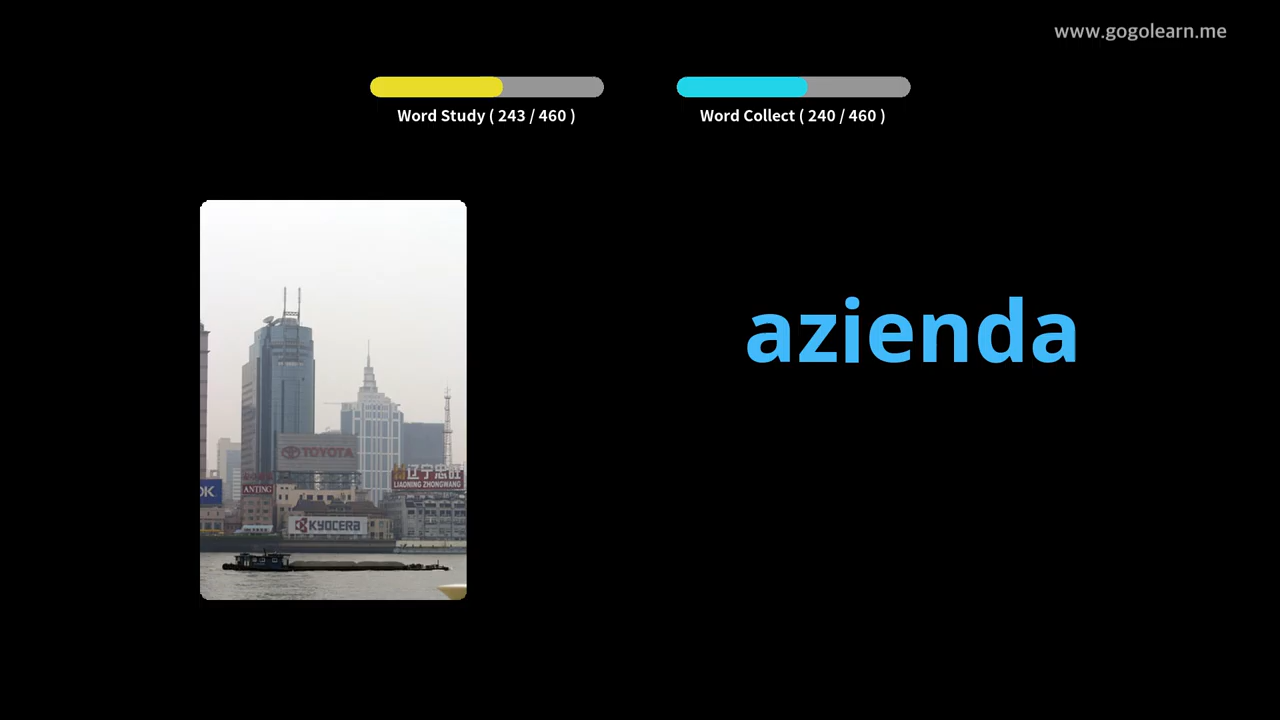 www.gogolearn.me
Word Study ( 243 / 460 )
Word Collect ( 240 / 460 )
azienda
TOYOTA
辽宁忠旺
LIAONING ZHONGWANG
OK
ANTING
KYOCERA